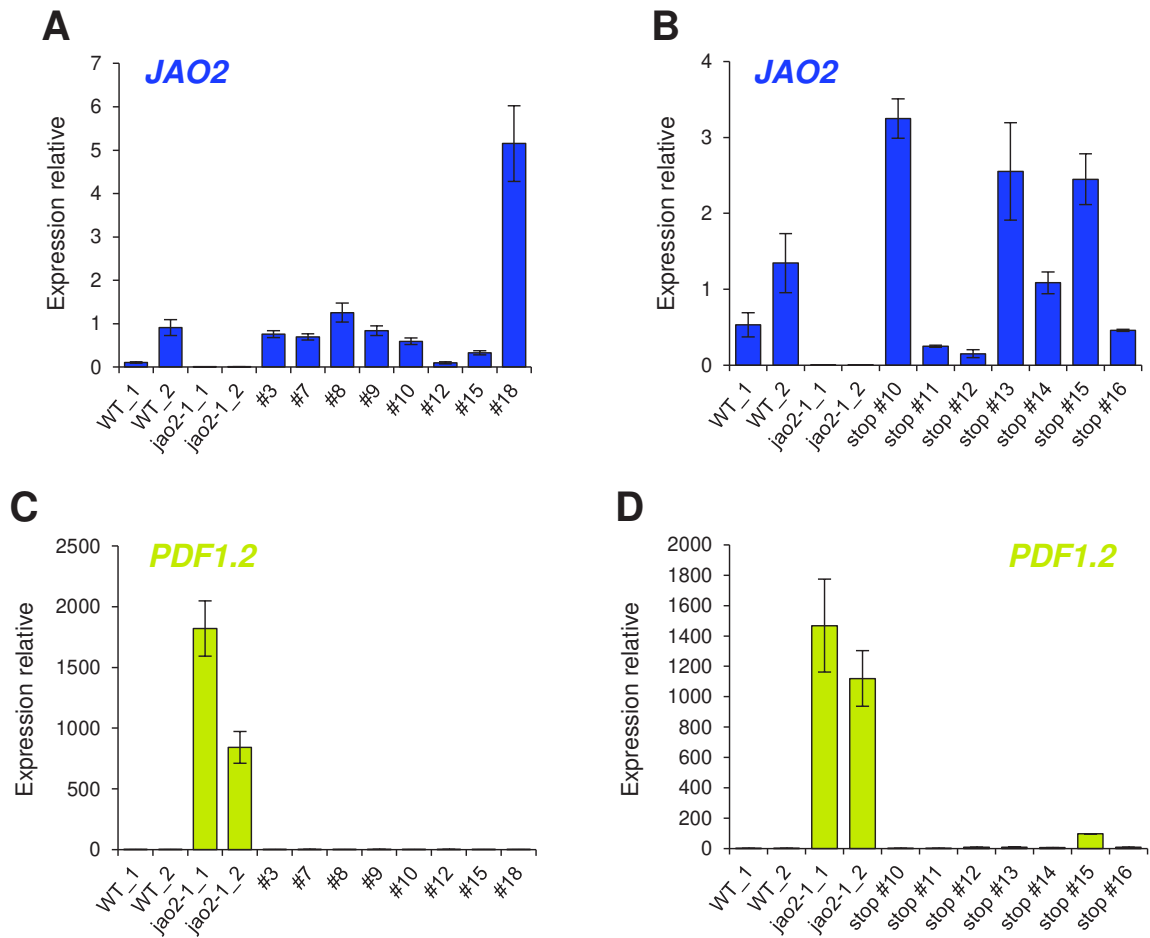 A
JAO2
Expression relative
7
6
5
4
3
2
1
0
WT_1
WT_2
jao2-1_1
jao2-1_2
#3
#7
#8
#9
#10
#12
#15
#18
B
JAO2
Expression relative
4
3
2
1
0
WT_1
WT_2
jao2-1_1
jao2-1_2
stop #10
stop #11
stop #12
stop #13
stop #14
stop #15
stop #16
C
PDF1.2
Expression relative
2500
2000
1500
1000
500
0
WT_1
WT_2
jao2-1_1
jao2-1_2
#3
#7
#8
#9
#10
#12
#15
#18
D
PDF1.2
Expression relative
2000
1800
1600
1400
1200
1000
800
600
400
200
0
WT_1
WT_2
jao2-1_1
jao2-1_2
stop #10
stop #11
stop #12
stop #13
stop #14
stop #15
stop #16